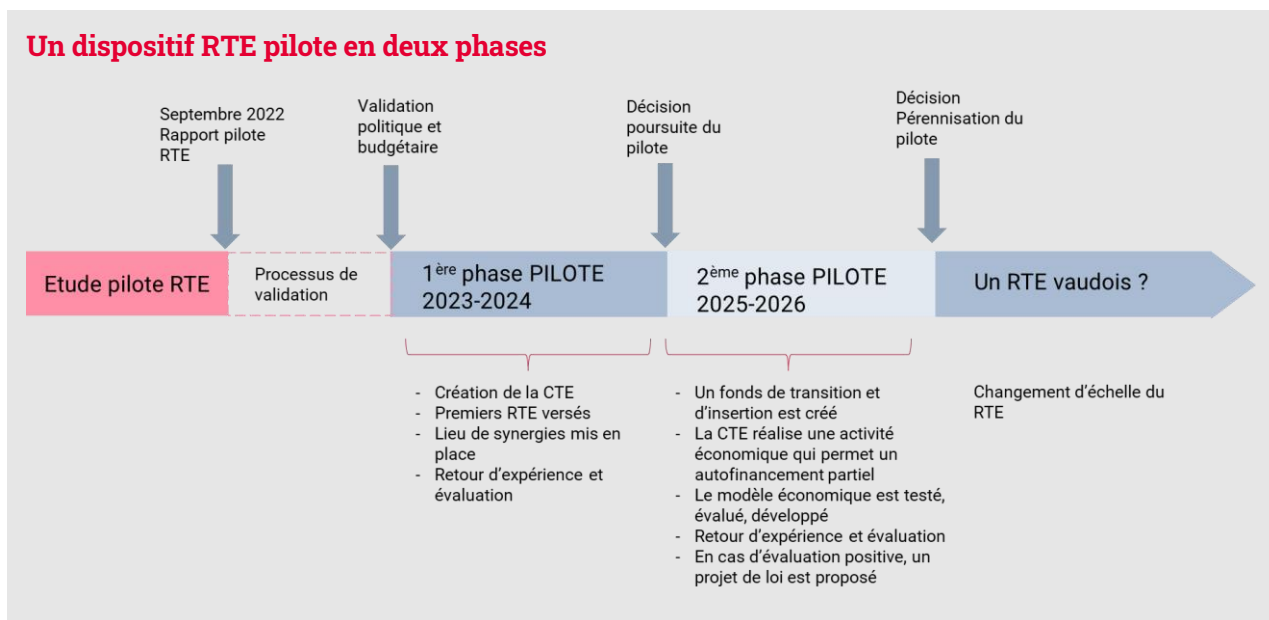 Un dispositif RTE pilote en deux phases
Septembre 2022
Rapport pilote
RTE
Validation
politique et
budgétaire
Décision
poursuite du
pilote
Décision
Pérennisation du
pilote
Etude pilote RTE
Processus de
validation
1ère phase PILOTE
2023-2024
2ème phase PILOTE
2025-2026
Un RTE vaudois ?
- Création de la CTE
- Premiers RTE versés
- Lieu de synergies mis en
place
- Retour d'expérience et
évaluation
- Un fonds de transition et
d'insertion est créé
- La CTE réalise une activité
économique qui permet un
autofinancement partiel
- Le modèle économique est testé,
évalué, développé
- Retour d'expérience et évaluation
- En cas d'évaluation positive, un
projet de loi est proposé
Changement d'échelle du
RTE